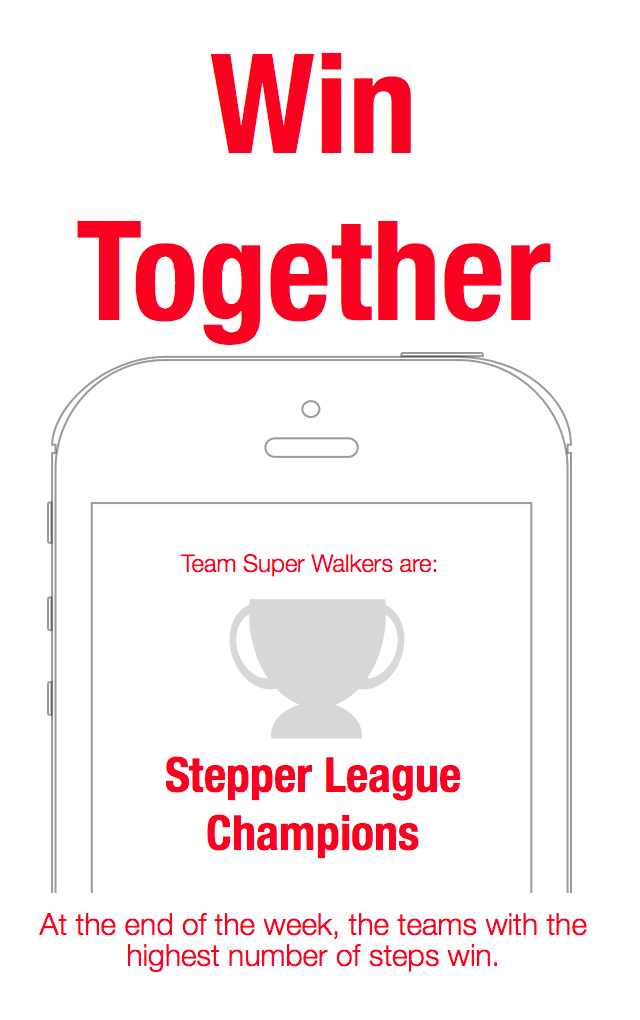 Win
Together
Team Super Walkers are:
Stepper League
Champions
At the end of the week, the teams with the
highest number of steps win.